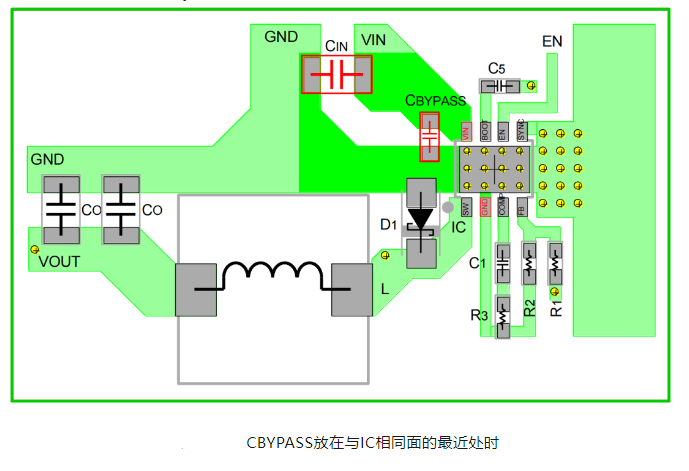 GND
CIN
VIN
EN
C5
CBYPASS
VIN
BOOT
EN
SYNC
GND
CO
CO
D1
IC
SW
GND
COMP
FB
VOUT
L
C1
R3
R2
R1
CBYPASS放在与IC相同面的最近处时